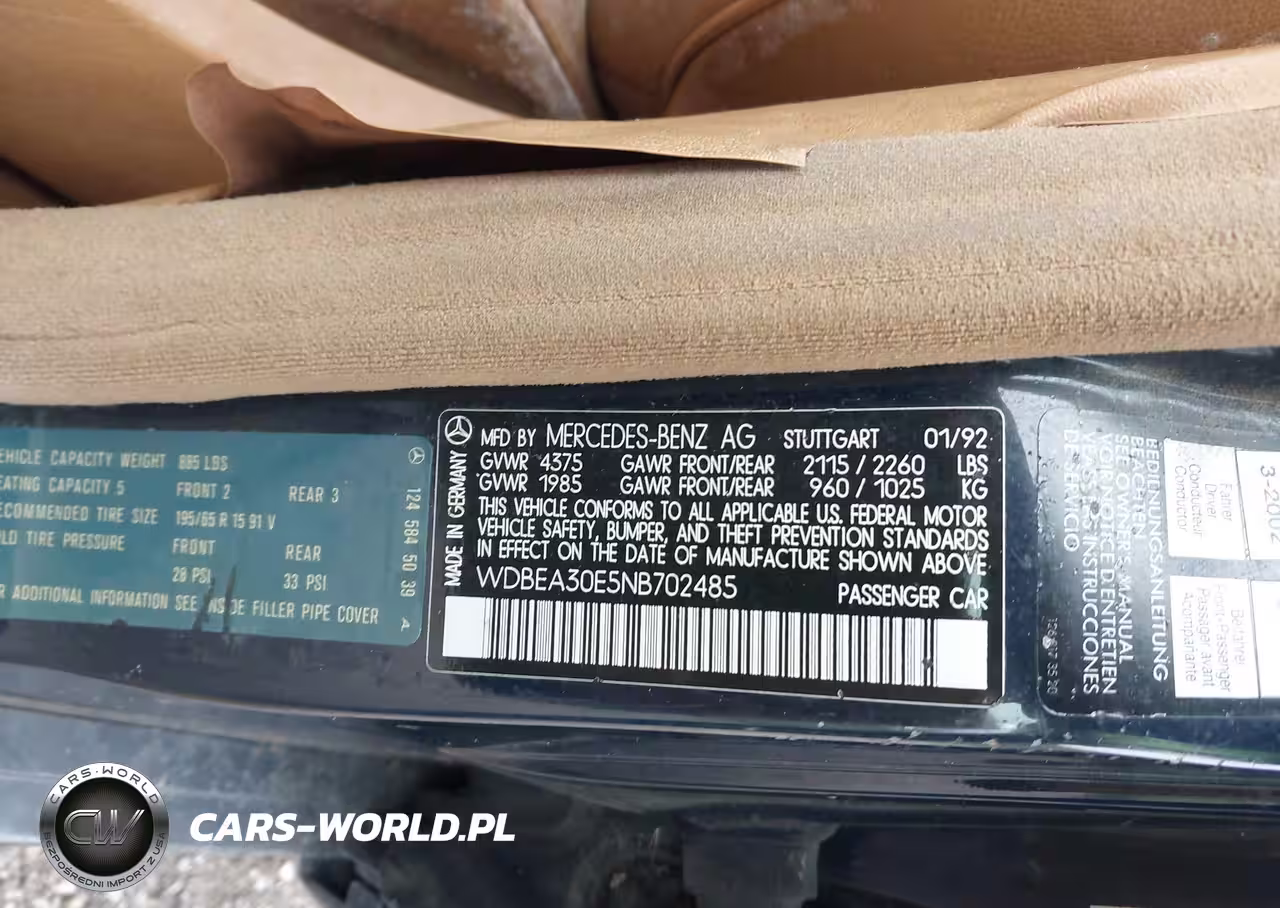 EHICLE CAPACITY WEIGHT 885 LBS
EATING CAPACITY 5 FRONT 2 REAR 3
ECOMMENDED TIRE SIZE 195/65 R 15 91 V
LD TIRE PRESSURE FRONT REAR
28 PSI 33 PSI
R ADDITIONAL INFORMATION SEE INSIDE FILLER PIPE COVER
124 584 50 39 A
MADE IN GERMANY
MFD BY MERCEDES-BENZ AG STUTTGART 01/92
GVWR 4375 GAWR FRONT/REAR 2115 / 2260 LBS
GVWR 1985 GAWR FRONT/REAR 960 / 1025 KG
THIS VEHICLE CONFORMS TO ALL APPLICABLE U.S. FEDERAL MOTOR
VEHICLE SAFETY, BUMPER, AND THEFT PREVENTION STANDARDS
IN EFFECT ON THE DATE OF MANUFACTURE SHOWN ABOVE
WDBEA30E5NB702485 PASSENGER CAR
BEDIENUNGSANLEITUNG
BEACHTEN
SEE OWNER'S MANUAL
VOIR NOTICE D'ENTRETIEN
VEASE LAS INSTRUCCIONES
DE SERVICIO
Fahrer
Driver
Conducteur
Conductor
Beifahrer
Front-Passenger
Passager avant
Acompañante
CARS-WORLD
CW
BEZPOŚREDNI IMPORT Z USA
CARS-WORLD.PL